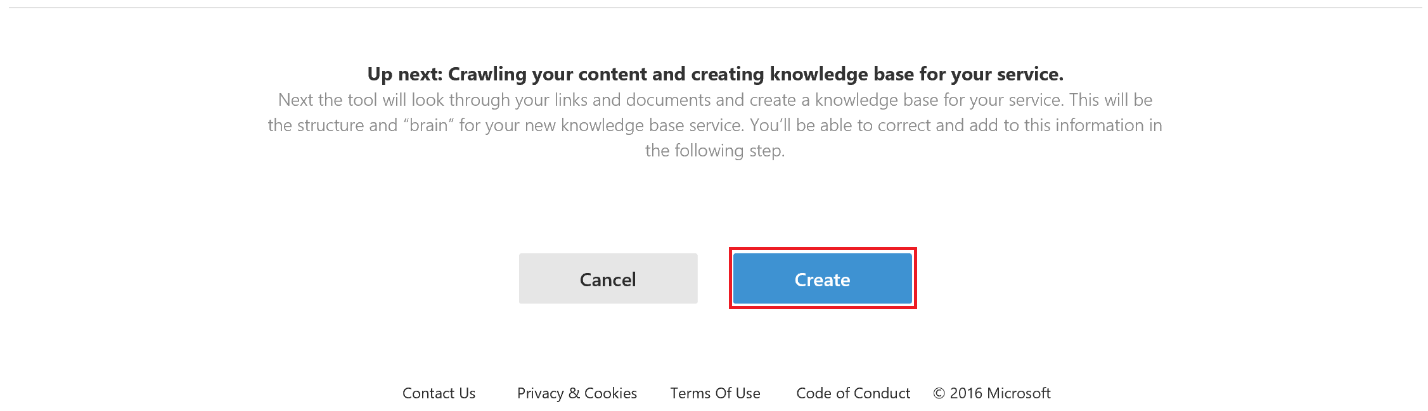 Up next: Crawling your content and creating knowledge base for your service.
Next the tool will look through your links and documents and create a knowledge base for your service. This will be
the structure and “brain” for your new knowledge base service. You’ll be able to correct and add to this information in
the following step.
Cancel Create
Contact Us Privacy & Cookies Terms Of Use Code of Conduct © 2016 Microsoft